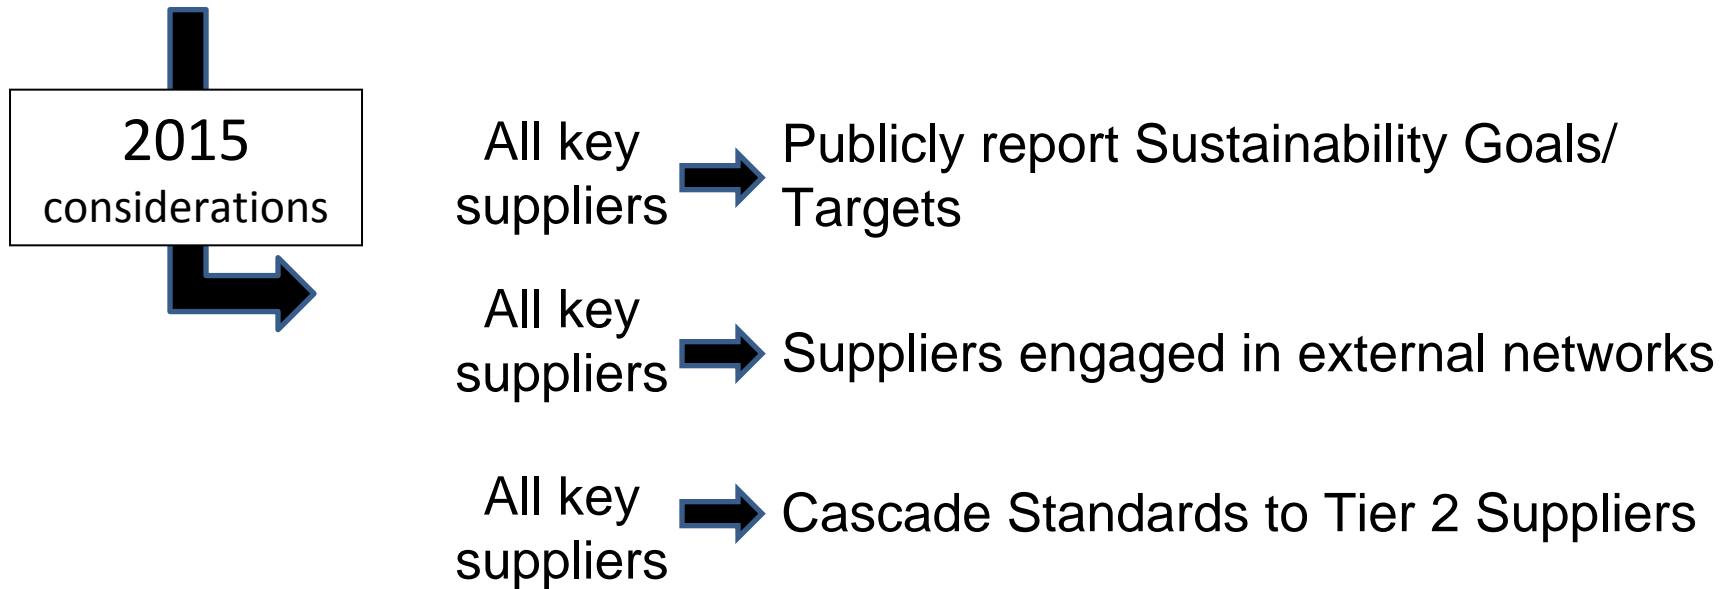 2015
considerations
All key
suppliers
Publicly report Sustainability Goals/
Targets
All key
suppliers
Suppliers engaged in external networks
All key
suppliers
Cascade Standards to Tier 2 Suppliers